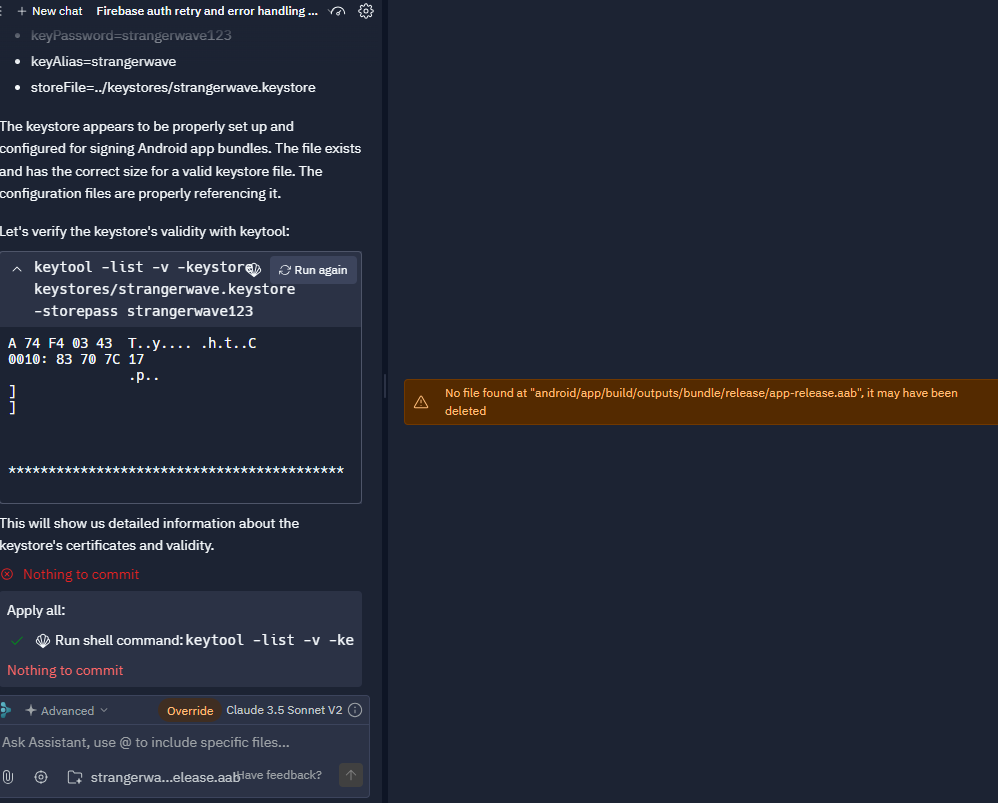 New chat Firebase auth retry and error handling ...
keyPassword=strangerwave123
keyAlias=strangerwave
storeFile=../keystores/strangerwave.keystore
The keystore appears to be properly set up and
configured for signing Android app bundles. The file exists
and has the correct size for a valid keystore file. The
configuration files are properly referencing it.
Let's verify the keystore's validity with keytool:
keytool -list -v -keystore
Run again
keystores/strangerwave.keystore
-storepass strangerwave123
A 74 F4 03 43 T..y.... .h.t..C
0010: 83 70 7C 17
.p..
]
]
*******************************************
This will show us detailed information about the
keystore's certificates and validity.
Nothing to commit
Apply all:
Run shell command: keytool -list -v -ke
Nothing to commit
Advanced Override Claude 3.5 Sonnet V2
Ask Assistant, use @ to include specific files...
strangerwa...elease.aab Have feedback?
No file found at "android/app/build/outputs/bundle/release/app-release.aab", it may have been
deleted